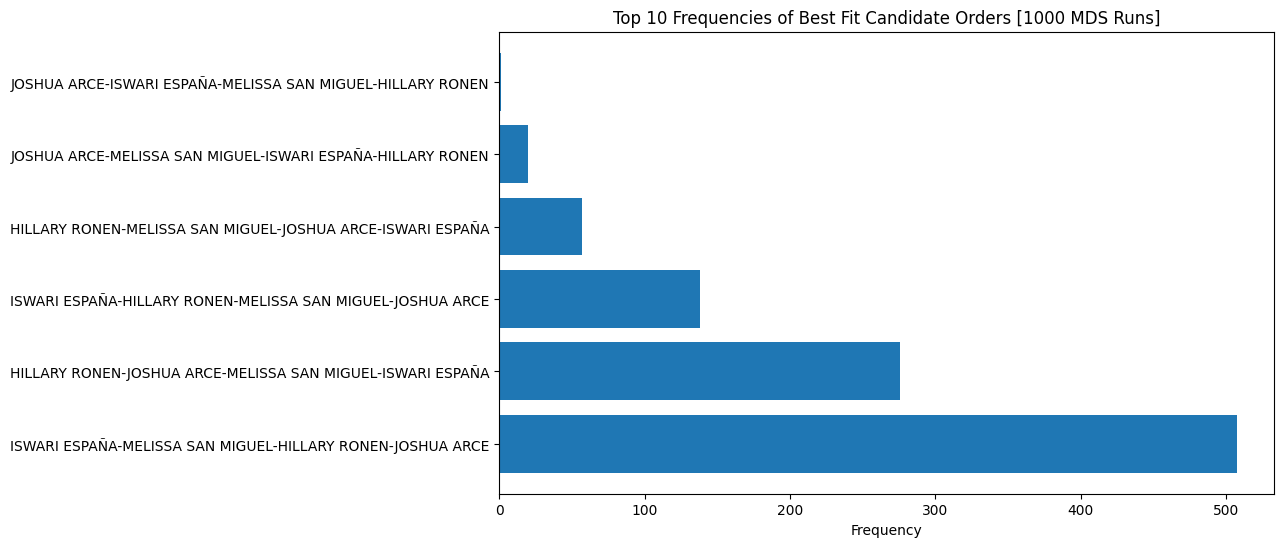 Top 10 Frequencies of Best Fit Candidate Orders [1000 MDS Runs]
JOSHUA ARCE-ISWARI ESPAÑA-MELISSA SAN MIGUEL-HILLARY RONEN
JOSHUA ARCE-MELISSA SAN MIGUEL-ISWARI ESPAÑA-HILLARY RONEN
HILLARY RONEN-MELISSA SAN MIGUEL-JOSHUA ARCE-ISWARI ESPAÑA
ISWARI ESPAÑA-HILLARY RONEN-MELISSA SAN MIGUEL-JOSHUA ARCE
HILLARY RONEN-JOSHUA ARCE-MELISSA SAN MIGUEL-ISWARI ESPAÑA
ISWARI ESPAÑA-MELISSA SAN MIGUEL-HILLARY RONEN-JOSHUA ARCE
0 100 200 300 400 500
Frequency